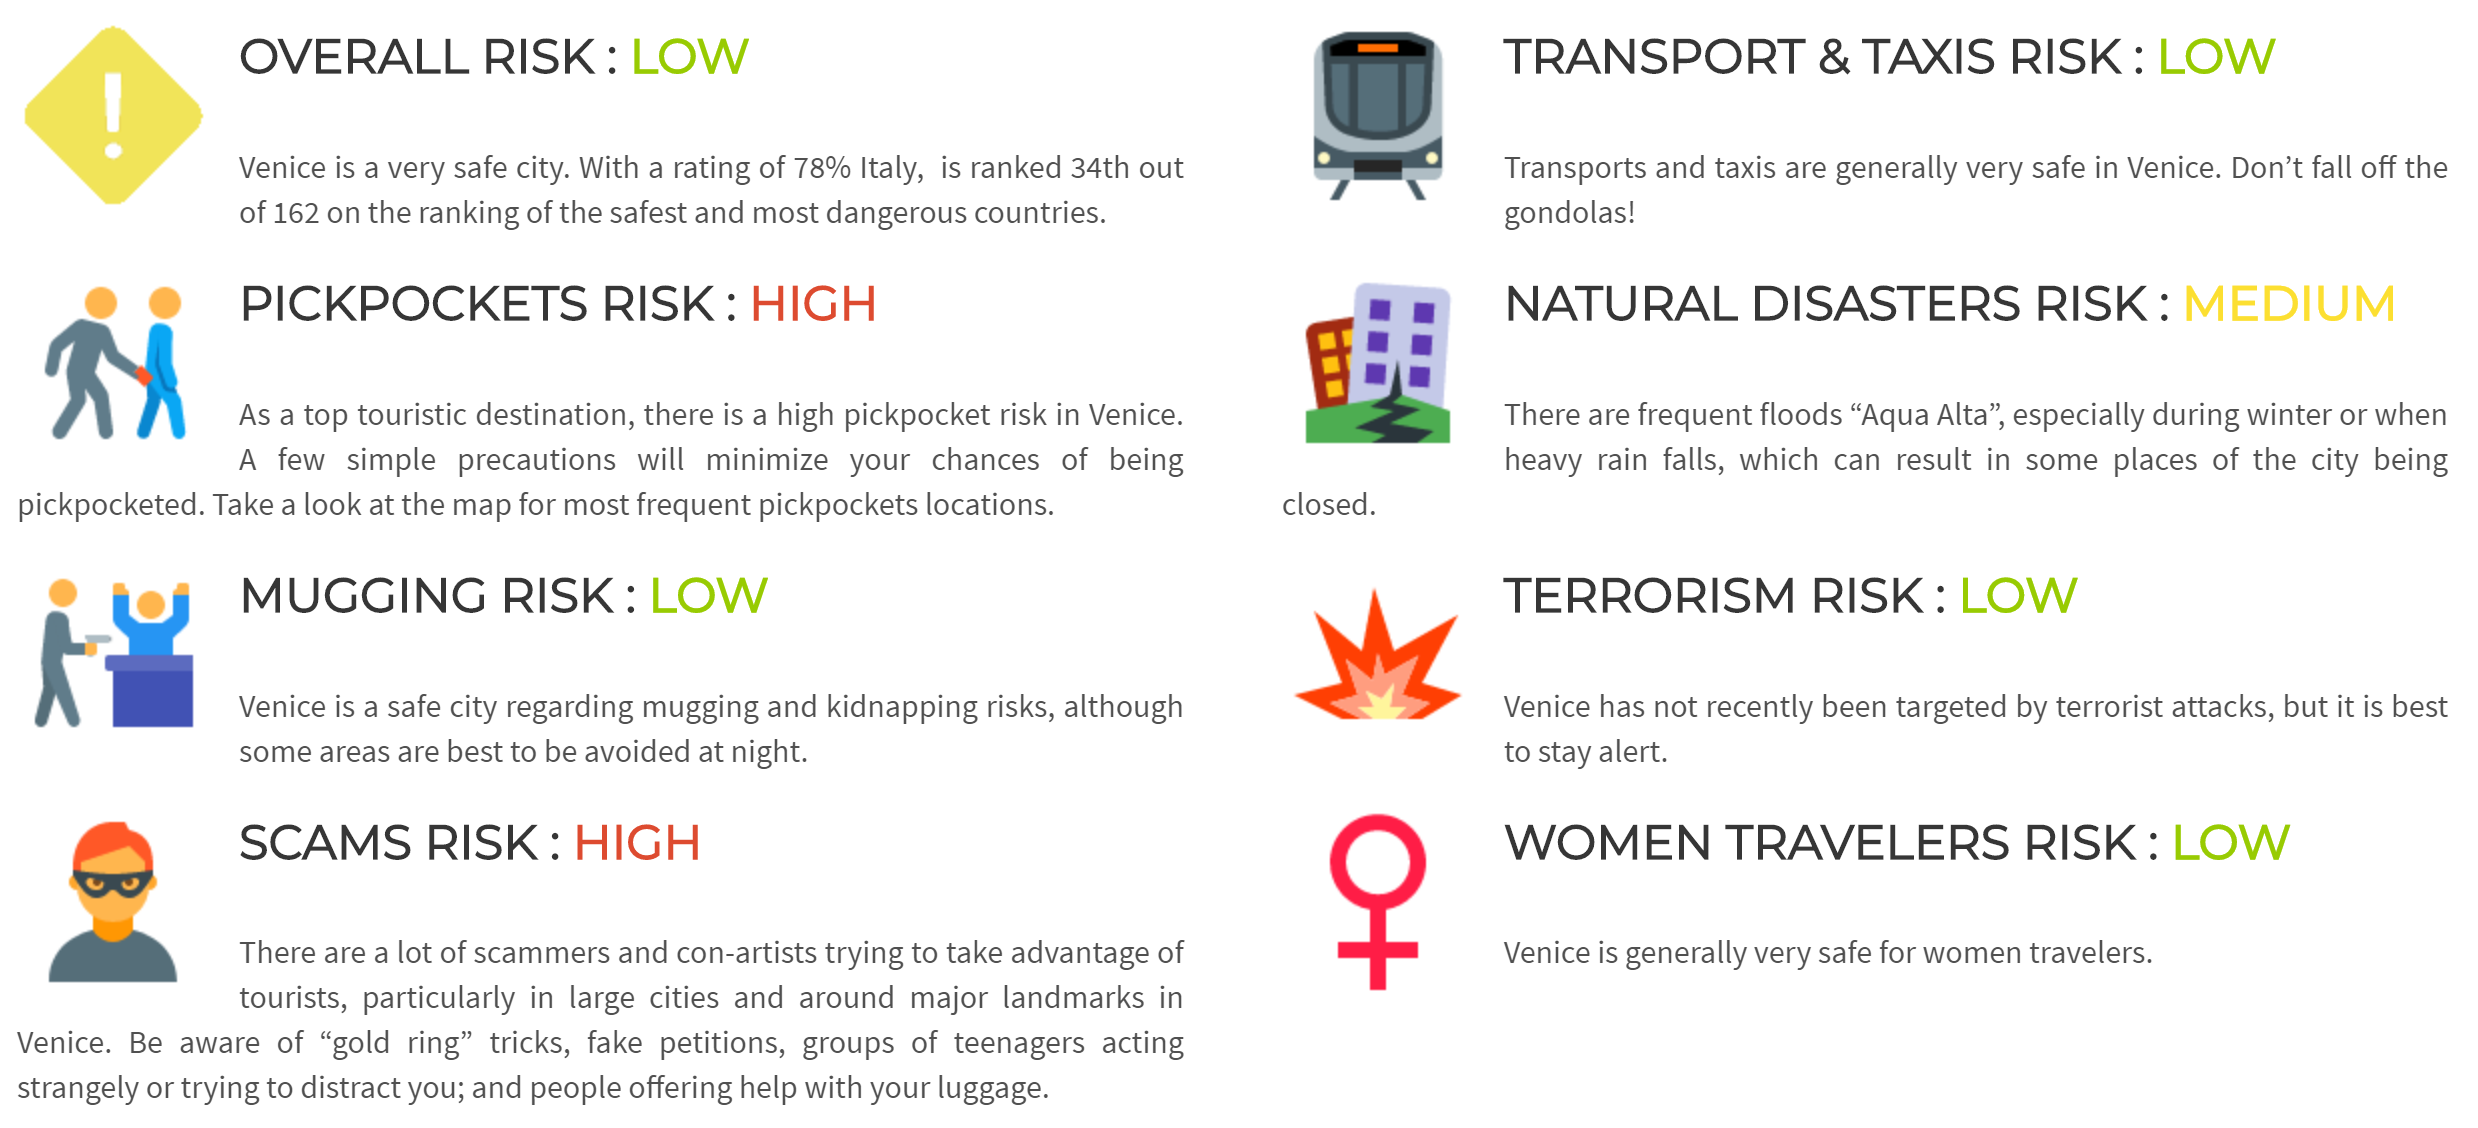 OVERALL RISK : LOW
Venice is a very safe city. With a rating of 78% Italy,  is ranked 34th out
of 162 on the ranking of the safest and most dangerous countries.
PICKPOCKETS RISK : HIGH
As a top touristic destination, there is a high pickpocket risk in Venice.
A few simple precautions will minimize your chances of being
pickpocketed. Take a look at the map for most frequent pickpockets locations.
MUGGING RISK : LOW
Venice is a safe city regarding mugging and kidnapping risks, although
some areas are best to be avoided at night.
SCAMS RISK : HIGH
There are a lot of scammers and con-artists trying to take advantage of
tourists, particularly in large cities and around major landmarks in
Venice. Be aware of “gold ring” tricks, fake petitions, groups of teenagers acting
strangely or trying to distract you; and people offering help with your luggage.
TRANSPORT & TAXIS RISK : LOW
Transports and taxis are generally very safe in Venice. Don’t fall off the
gondolas!
NATURAL DISASTERS RISK : MEDIUM
There are frequent floods “Aqua Alta”, especially during winter or when
heavy rain falls, which can result in some places of the city being
closed.
TERRORISM RISK : LOW
Venice has not recently been targeted by terrorist attacks, but it is best
to stay alert.
WOMEN TRAVELERS RISK : LOW
Venice is generally very safe for women travelers.